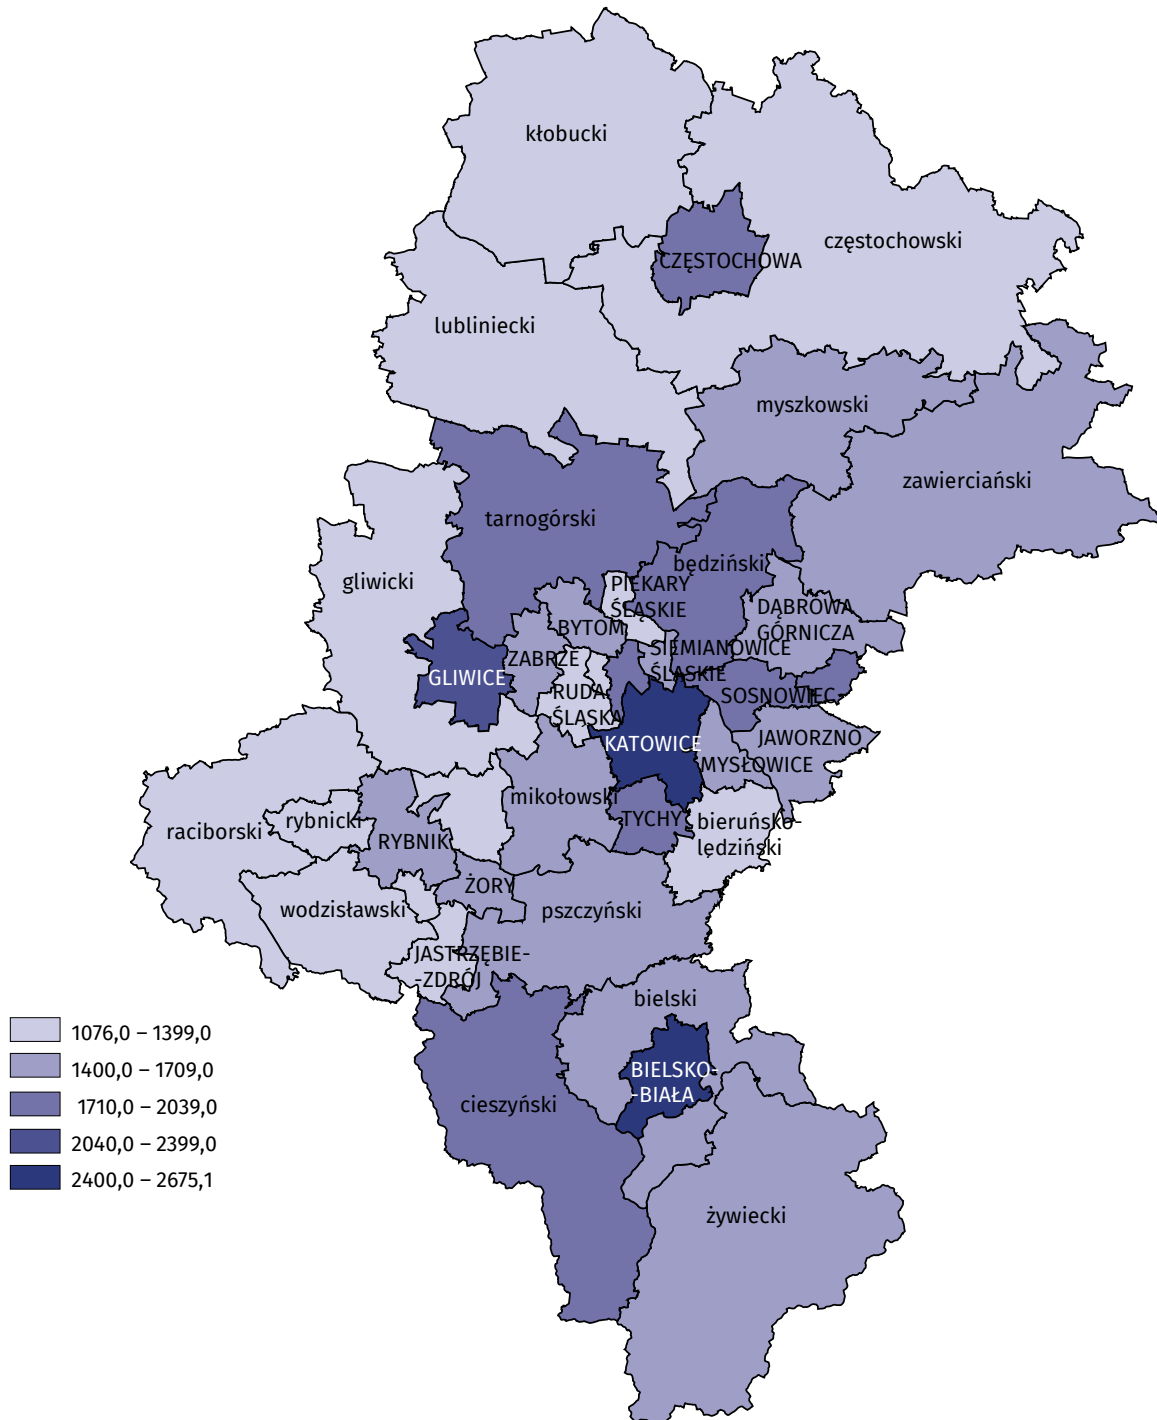 kłobucki
częstochowski
CZĘSTOCHOWA
lubliniecki
myszkowski
zawierciański
tarnogórski
będziński
gliwicki
PIEKARY
ŚLĄSKIE
DĄBROWA
GÓRNICZA
BYTOM
SIEMIANOWICE
ŚLĄSKIE
ZABRZE
GLIWICE
RUDA
ŚLĄSKA
SOSNOWIEC
KATOWICE
JAWORZNO
MYSŁOWICE
mikołowski
TYCHY
bieruńsko-
lędziński
raciborski
rybnicki
RYBNIK
ŻORY
wodzisławski
pszczyński
JASTRZĘBIE-
-ZDRÓJ
bielski
BIELSKO-
-BIAŁA
cieszyński
żywiecki
1076,0 – 1399,0
1400,0 – 1709,0
1710,0 – 2039,0
2040,0 – 2399,0
2400,0 – 2675,1